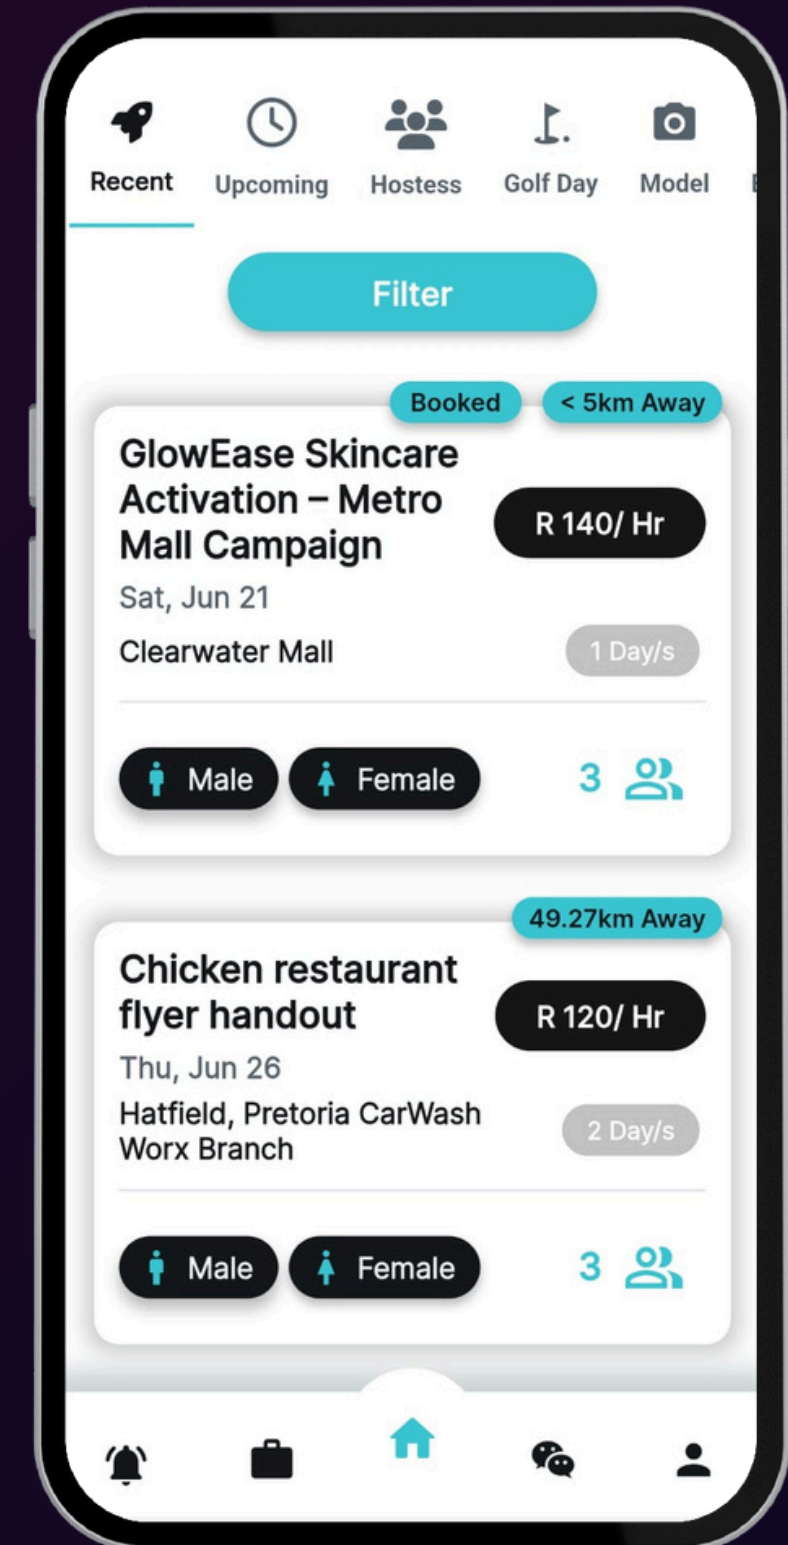 Recent
Upcoming
Hostess
Golf Day
Model
Filter
Booked
< 5km Away
GlowEase Skincare
Activation – Metro
Mall Campaign
R 140/ Hr
Sat, Jun 21
Clearwater Mall
1 Day/s
Male
Female
3
49.27km Away
Chicken restaurant
flyer handout
R 120/ Hr
Thu, Jun 26
Hatfield, Pretoria CarWash
Worx Branch
2 Day/s
Male
Female
3